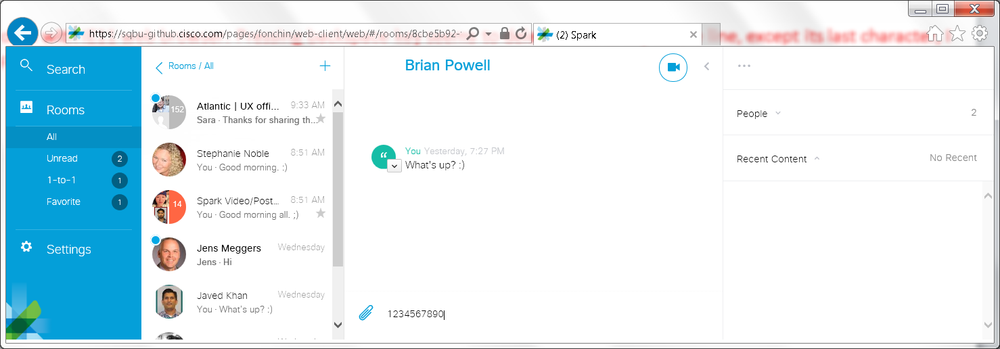 https://sqbu-github.cisco.com/pages/fonchin/web-client/web/#/rooms/8cbe5b92-
(2) Spark
line, except its last character
Search
Rooms
All
Unread 2
1-to-1 1
Favorite 1
Settings
Rooms / All
152
Atlantic | UX offi... 9:33 AM
Sara · Thanks for sharing th...
Stephanie Noble 8:51 AM
You · Good morning. :)
14
Spark Video/Post... 8:51 AM
You · Good morning all. ;)
Jens Meggers Wednesday
Jens · Hi
Javed Khan Wednesday
You · What's up? :)
Wednesday
Brian Powell
You Yesterday, 7:27 PM
What's up? :)
1234567890
People 2
Recent Content No Recent